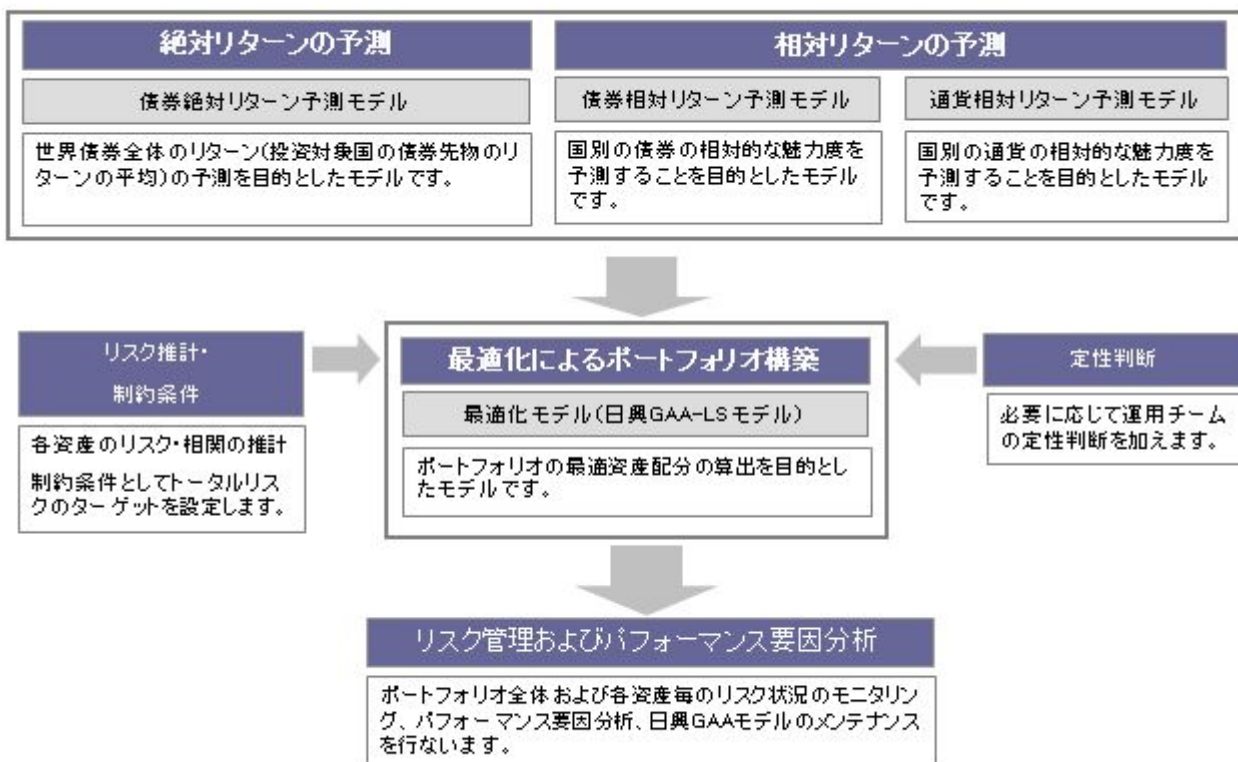 絶対リターンの予測
債券絶対リターン予測モデル
世界債券全体のリターン(投資対象国の債券先物のリ
ターンの平均)の予測を目的としたモデルです。
相対リターンの予測
債券相対リターン予測モデル
国別の債券の相対的な魅力度を
予測することを目的としたモデル
です。
通貨相対リターン予測モデル
国別の通貨の相対的な魅力度を
予測することを目的としたモデル
です。
リスク推計・
制約条件
各資産のリスク・相関の推計
制約条件としてトータルリス
クのターゲットを設定します。
最適化によるポートフォリオ構築
最適化モデル(日興GAA-LSモデル)
ポートフォリオの最適資産配分の算出を目的とし
たモデルです。
定性判断
必要に応じて運用チーム
の定性判断を加えます。
リスク管理およびパフォーマンス要因分析
ポートフォリオ全体および各資産毎のリスク状況のモニタリン
グ、パフォーマンス要因分析、日興GAAモデルのメンテナンス
を行ないます。